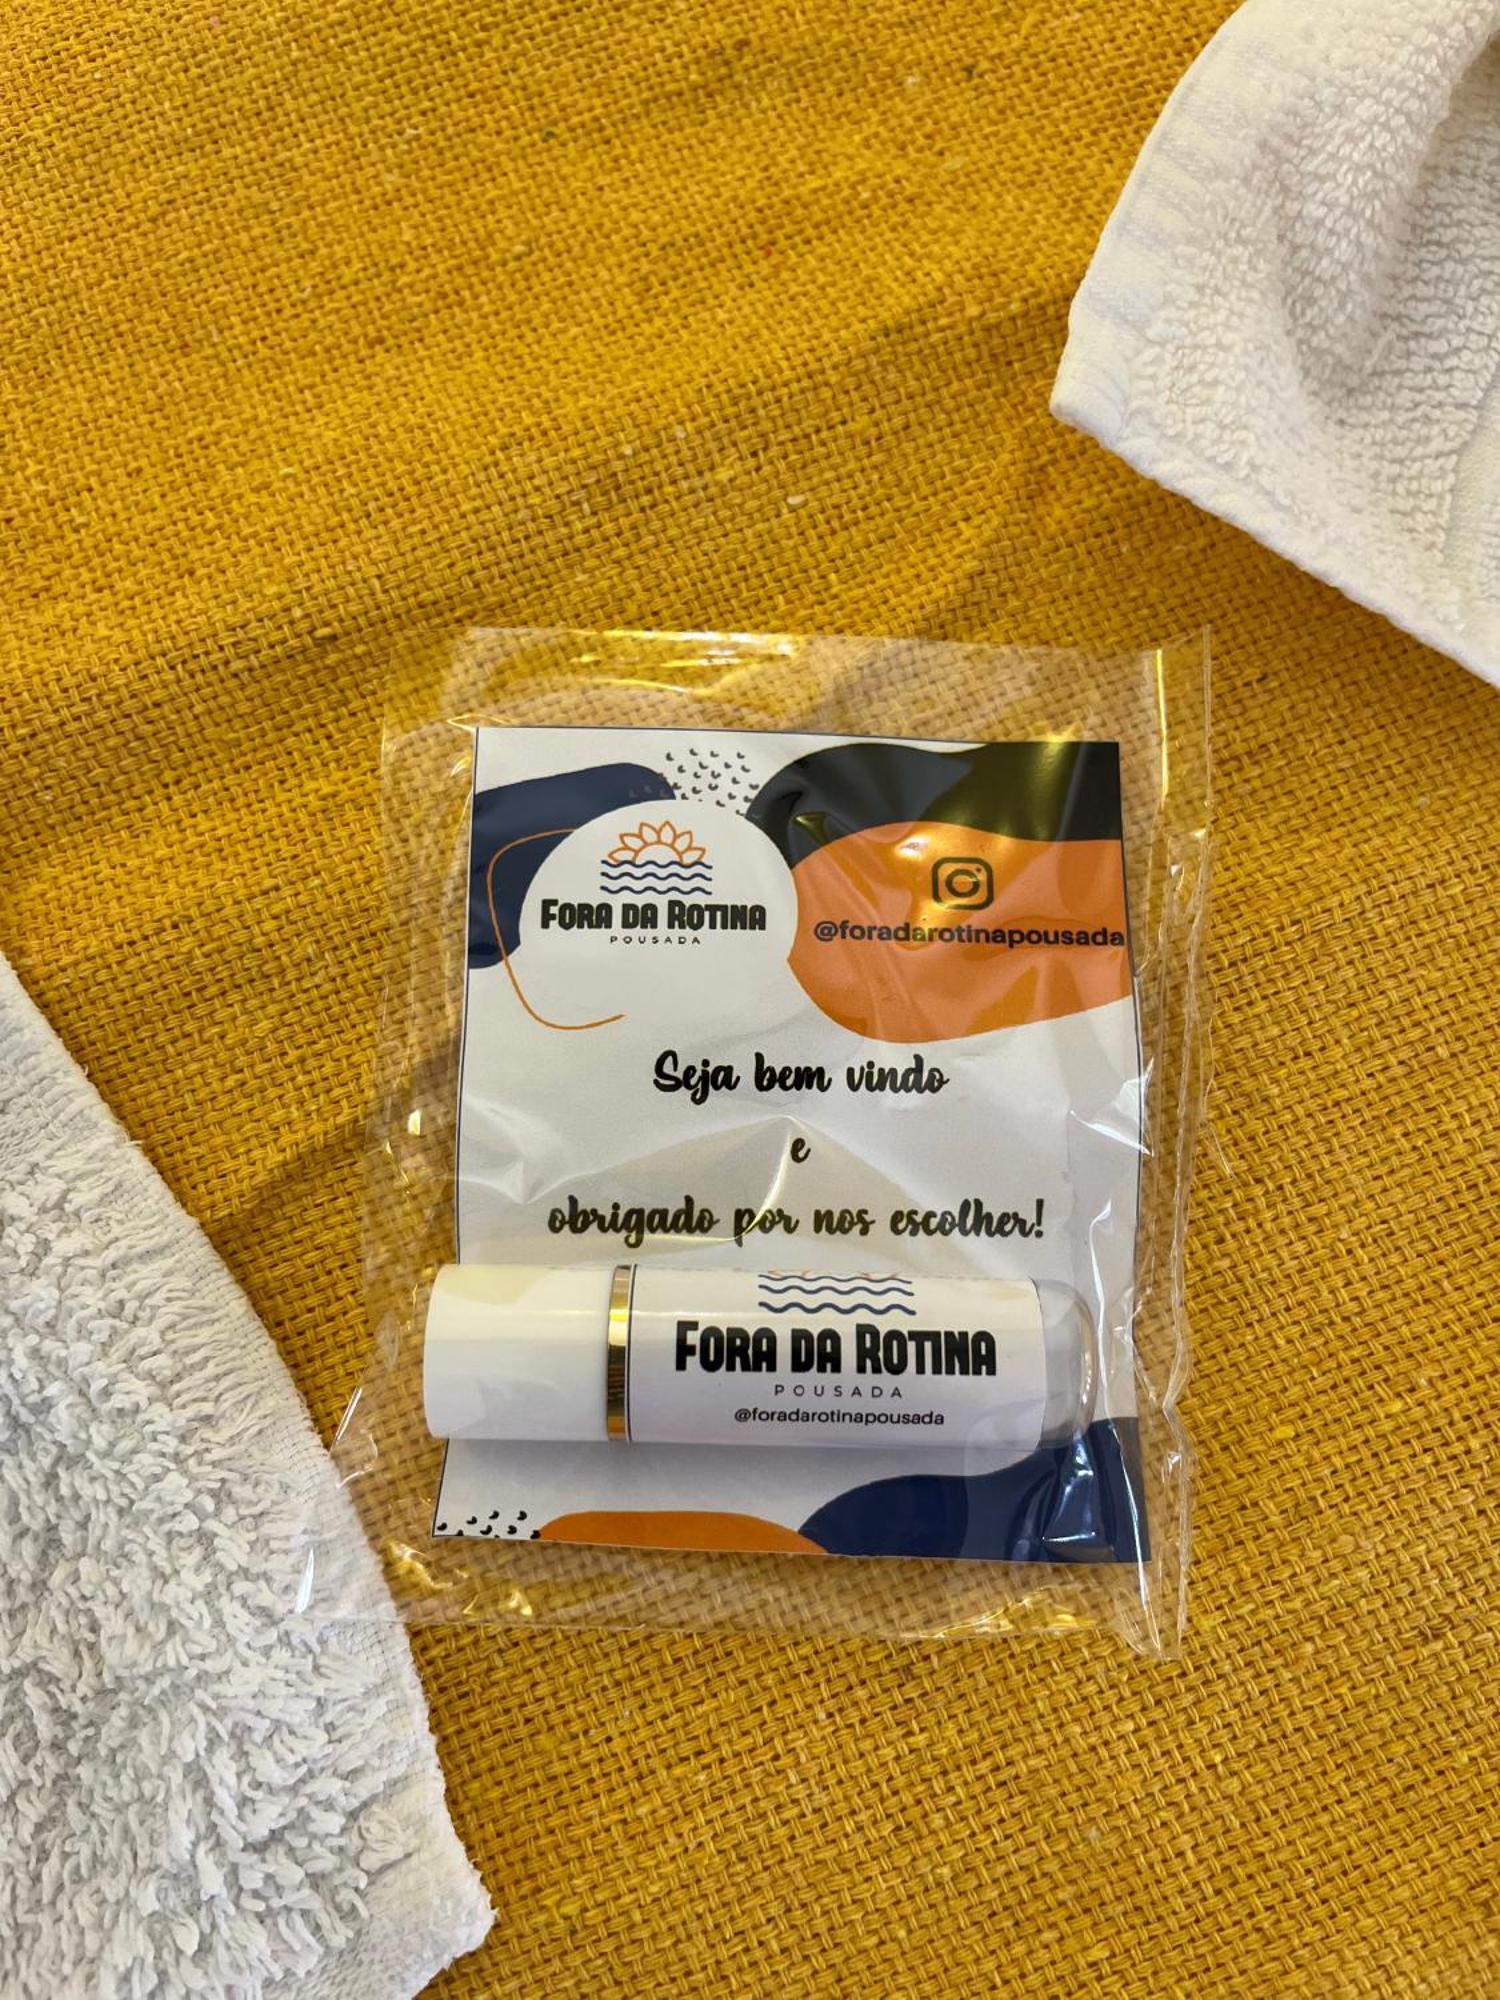 FORA DA ROTINA
POUSADA
@foradarotinapousada
Seja bem vindo
e
obrigado por nos escolher!
FORA DA ROTINA
POUSADA
@foradarotinapousada